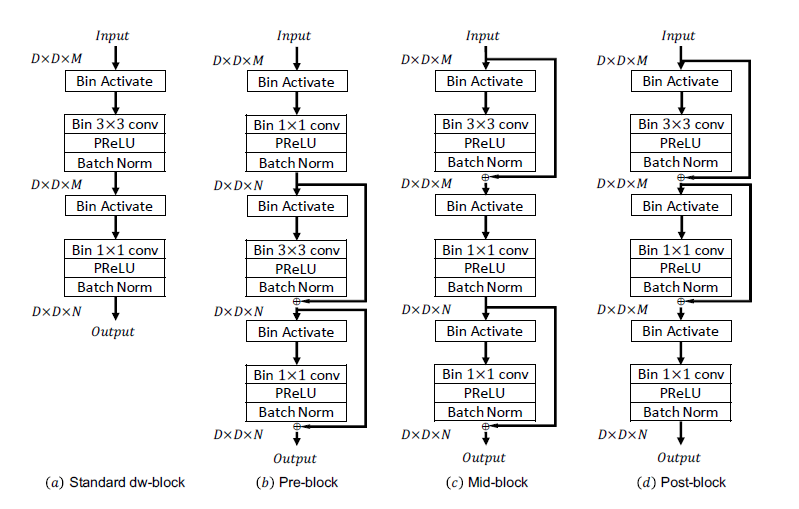 Input
D×D×M
Bin Activate
Bin 3×3 conv
PReLU
Batch Norm
D×D×M
Bin Activate
Bin 1×1 conv
PReLU
Batch Norm
D×D×N
Output
(a) Standard dw-block
Input
D×D×M
Bin Activate
Bin 1×1 conv
PReLU
Batch Norm
D×D×N
Bin Activate
Bin 3×3 conv
PReLU
Batch Norm
⊕
D×D×N
Bin Activate
Bin 1×1 conv
PReLU
Batch Norm
⊕
D×D×N
Output
(b) Pre-block
Input
D×D×M
Bin Activate
Bin 3×3 conv
PReLU
Batch Norm
⊕
D×D×M
Bin Activate
Bin 1×1 conv
PReLU
Batch Norm
D×D×N
Bin Activate
Bin 1×1 conv
PReLU
Batch Norm
⊕
D×D×N
Output
(c) Mid-block
Input
D×D×M
Bin Activate
Bin 3×3 conv
PReLU
Batch Norm
⊕
D×D×M
Bin Activate
Bin 1×1 conv
PReLU
Batch Norm
⊕
D×D×M
Bin Activate
Bin 1×1 conv
PReLU
Batch Norm
D×D×N
Output
(d) Post-block